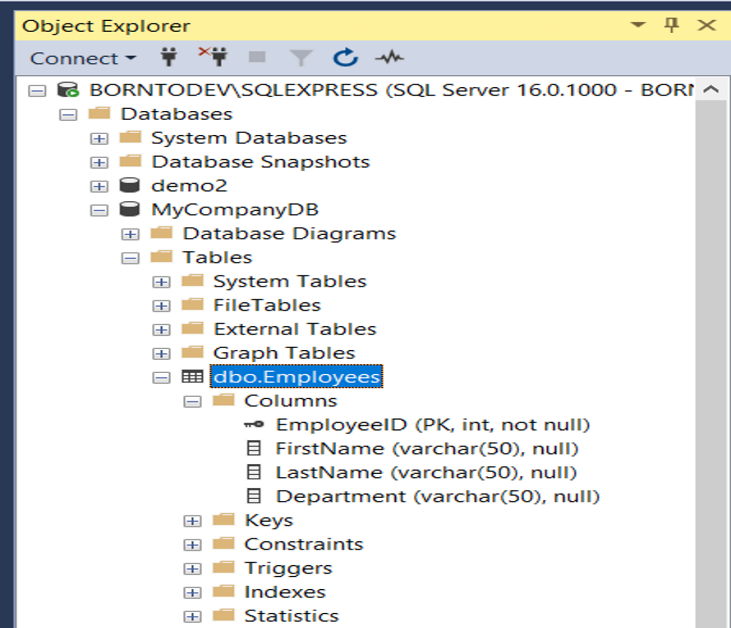 Object Explorer
Connect
BORNTODEV\SQLEXPRESS (SQL Server 16.0.1000 - BORN
Databases
System Databases
Database Snapshots
demo2
MyCompanyDB
Database Diagrams
Tables
System Tables
FileTables
External Tables
Graph Tables
dbo.Employees
Columns
EmployeeID (PK, int, not null)
FirstName (varchar(50), null)
LastName (varchar(50), null)
Department (varchar(50), null)
Keys
Constraints
Triggers
Indexes
Statistics